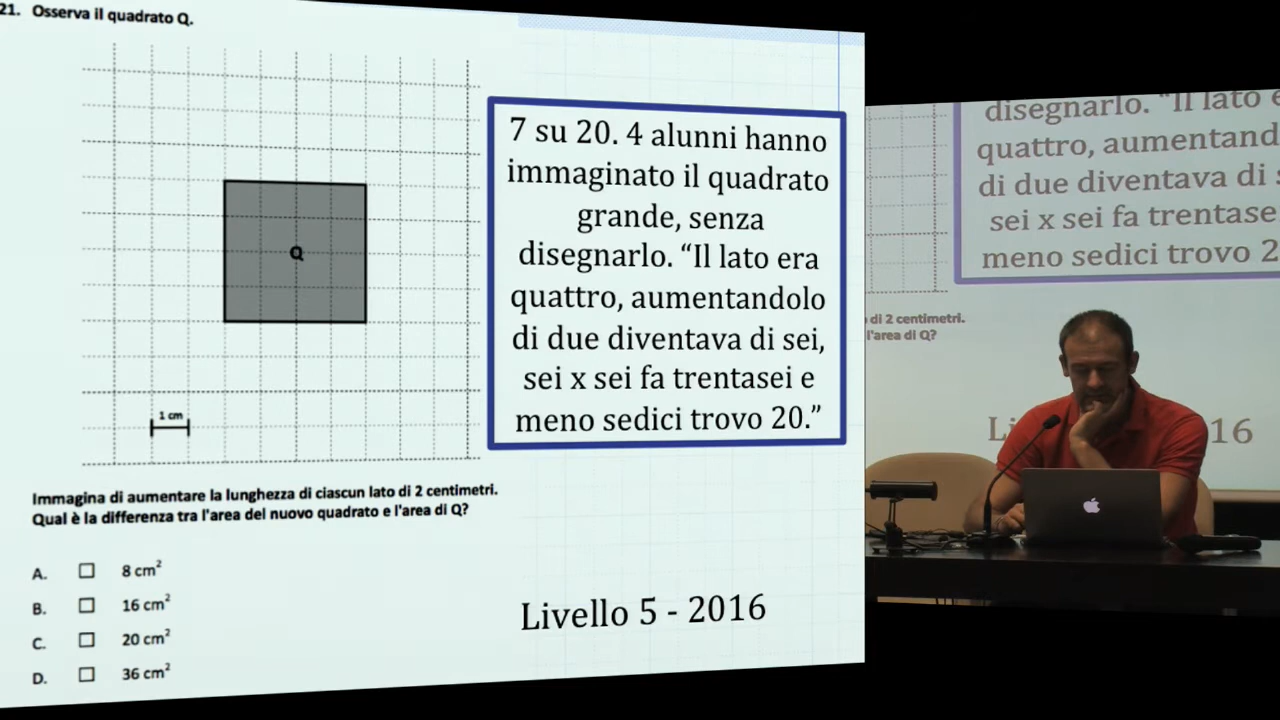 21. Osserva il quadrato Q.
Q
1 cm
Immagina di aumentare la lunghezza di ciascun lato di 2 centimetri.
Qual è la differenza tra l'area del nuovo quadrato e l'area di Q?
A. 8 cm²
B. 16 cm²
C. 20 cm²
D. 36 cm²
7 su 20. 4 alunni hanno
immaginato il quadrato
grande, senza
disegnarlo. “Il lato era
quattro, aumentandolo
di due diventava di sei,
sei x sei fa trentasei e
meno sedici trovo 20.”
Livello 5 - 2016
disegnarlo. “Il lato
quattro, aumentand
di due diventava di
sei x sei fa trentase
meno sedici trovo 2
di 2 centimetri.
l'area di Q?
16